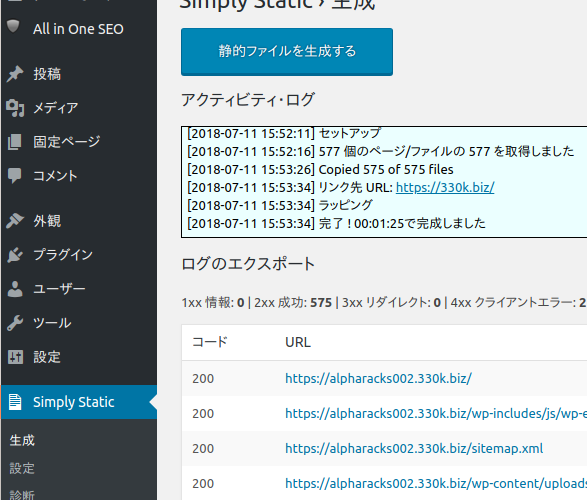 Simply Static › 生成
All in One SEO
静的ファイルを生成する
投稿
アクティビティ・ログ
メディア
[2018-07-11 15:52:11] セットアップ
固定ページ
[2018-07-11 15:52:16] 577 個のページ/ファイルの 577 を取得しました
[2018-07-11 15:53:26] Copied 575 of 575 files
コメント
[2018-07-11 15:53:34] リンク先 URL: https://330k.biz/
[2018-07-11 15:53:34] ラッピング
外観
[2018-07-11 15:53:34] 完了 ! 00:01:25で完成しました
プラグイン
ログのエクスポート
ユーザー
1xx 情報: 0 | 2xx 成功: 575 | 3xx リダイレクト: 0 | 4xx クライアントエラー: 2
ツール
コード URL
設定
200 https://alpharacks002.330k.biz/
Simply Static
200 https://alpharacks002.330k.biz/wp-includes/js/wp-e
生成
200 https://alpharacks002.330k.biz/sitemap.xml
設定
200 https://alpharacks002.330k.biz/wp-content/uploads
診断